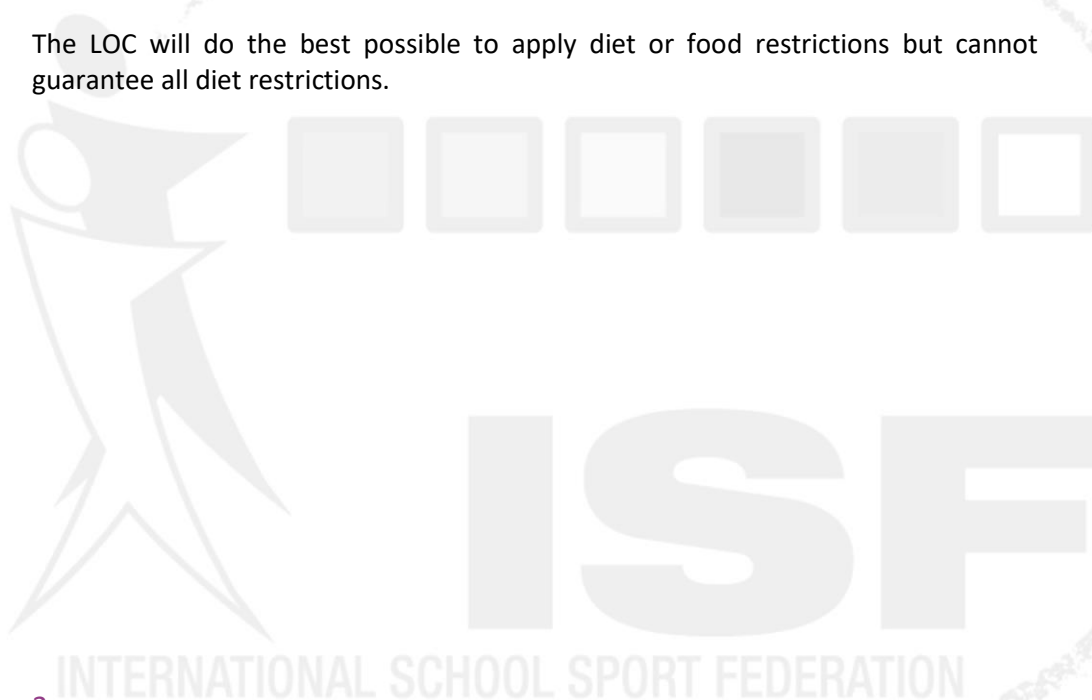 The LOC will do the best possible to apply diet or food restrictions but cannot
guarantee all diet restrictions.
ISF
INTERNATIONAL SCHOOL SPORT FEDERATION